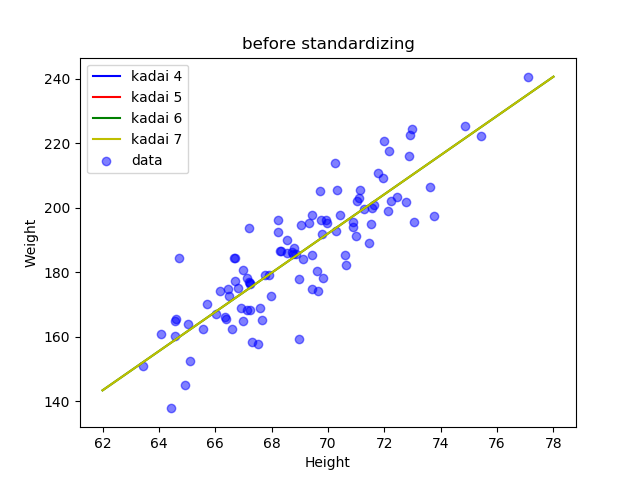 before standardizing
kadai 4
kadai 5
kadai 6
kadai 7
data
Weight
240
220
200
180
160
140
62 64 66 68 70 72 74 76 78
Height